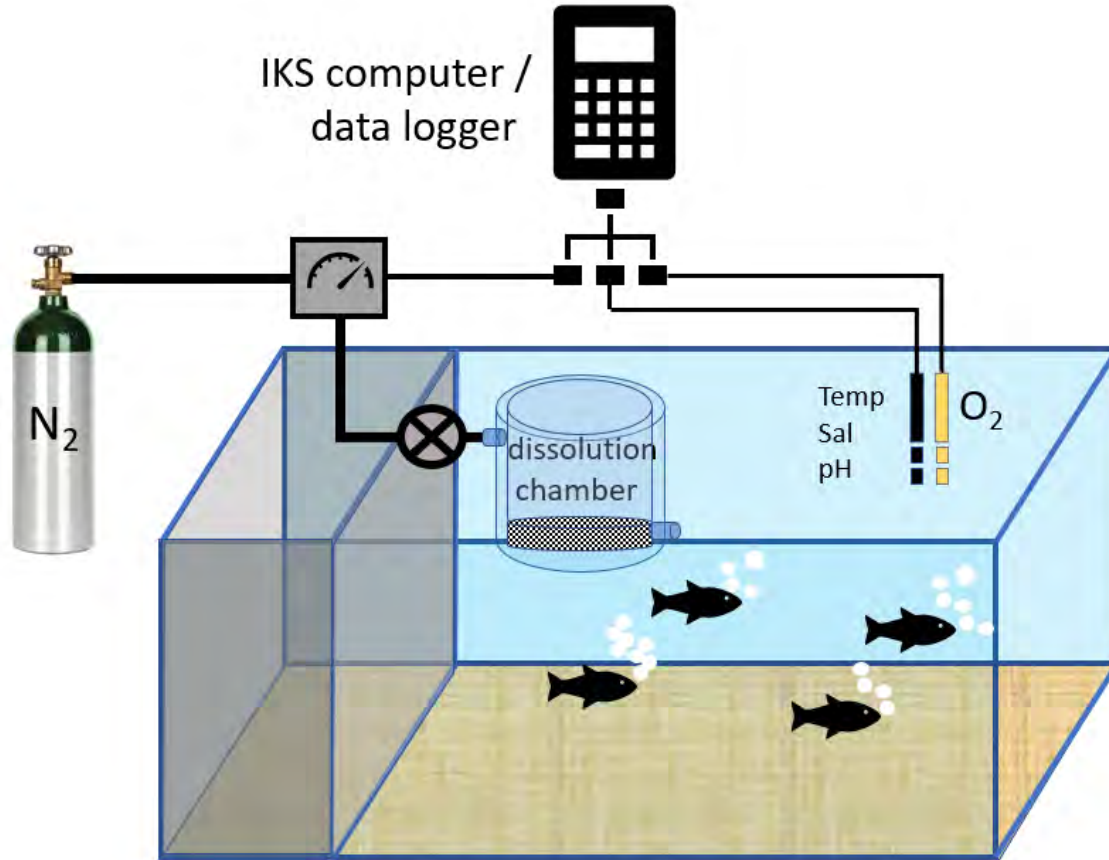 IKS computer /
data logger
N₂
Temp
Sal
pH
O₂
dissolution
chamber